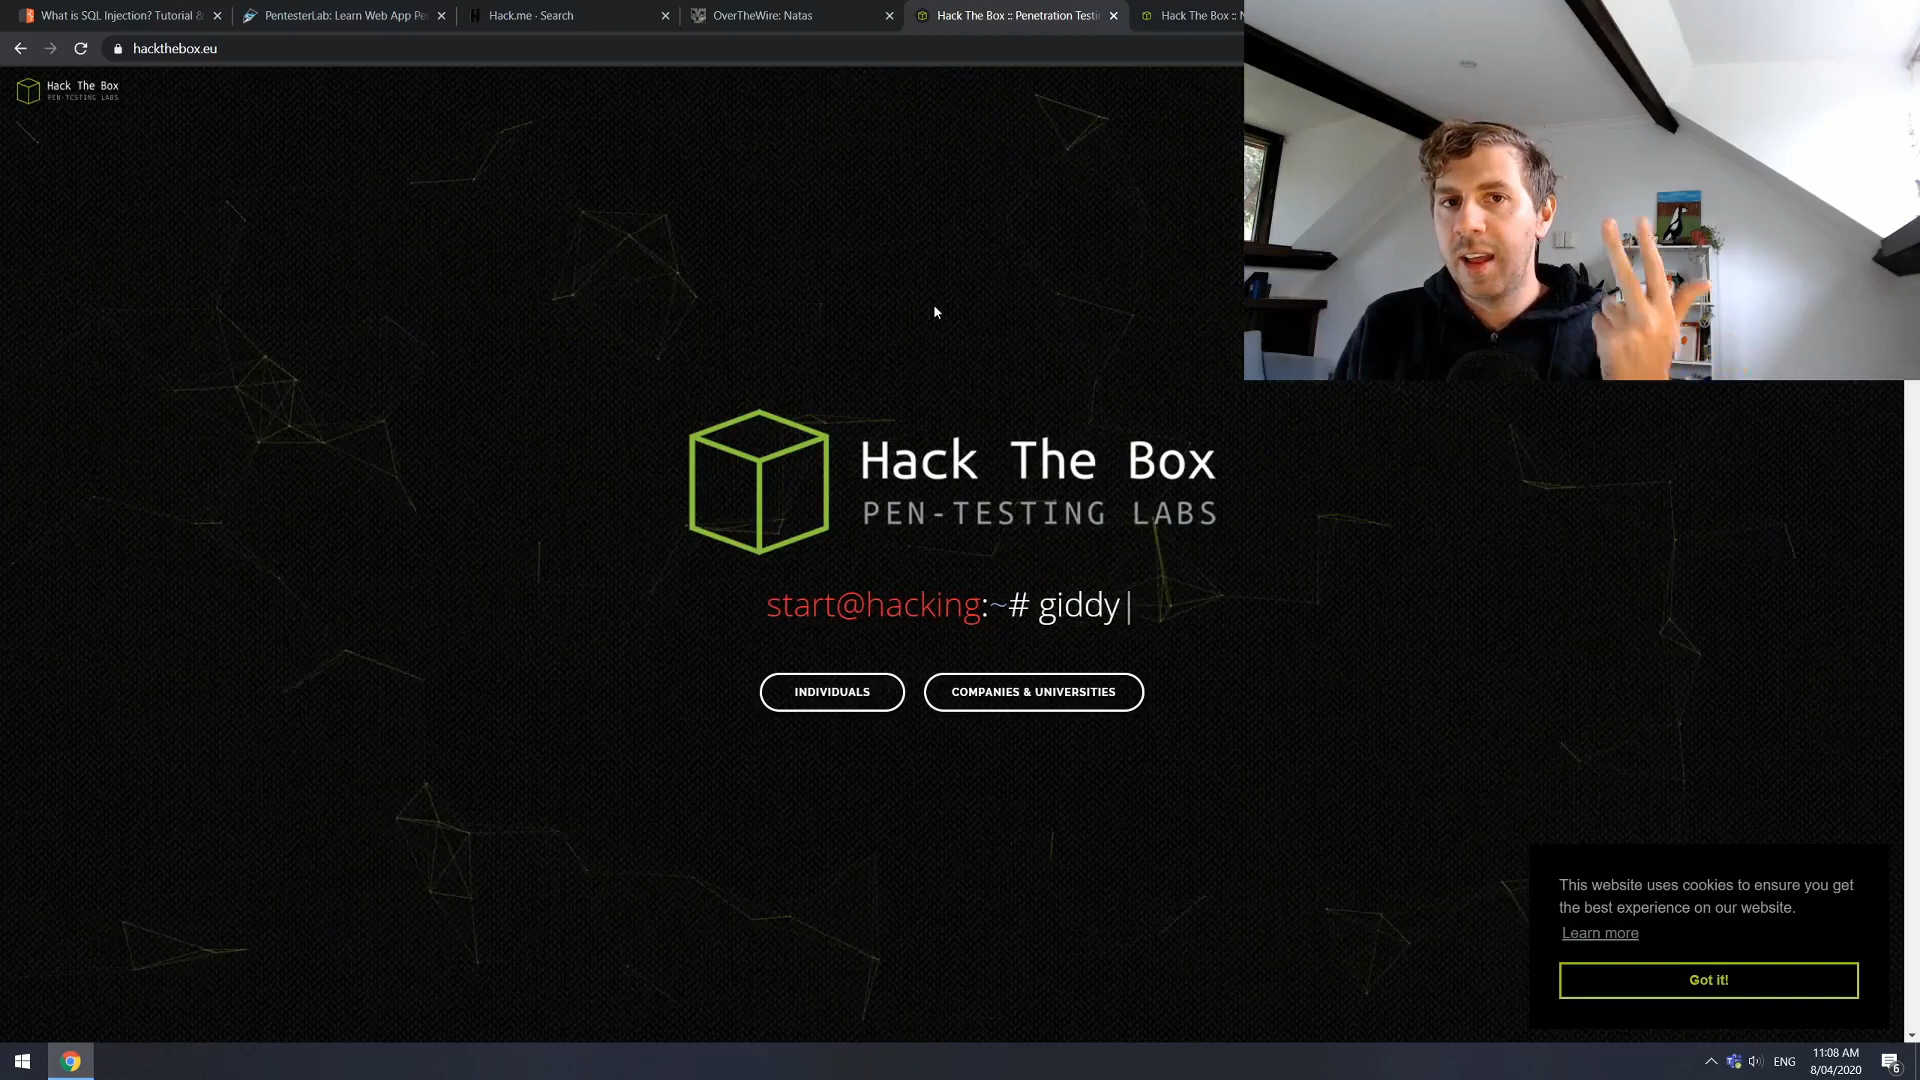 What is SQL Injection? Tutorial &
PentesterLab: Learn Web App Pe
Hack.me · Search
OverTheWire: Natas
Hack The Box :: Penetration Testi
Hack The Box :: N
hackthebox.eu
Hack The Box
PEN-TESTING LABS
Hack The Box
PEN-TESTING LABS
start@hacking:~# giddy|
INDIVIDUALS
COMPANIES & UNIVERSITIES
This website uses cookies to ensure you get
the best experience on our website.
Learn more
Got it!
ENG
11:08 AM
8/04/2020
6